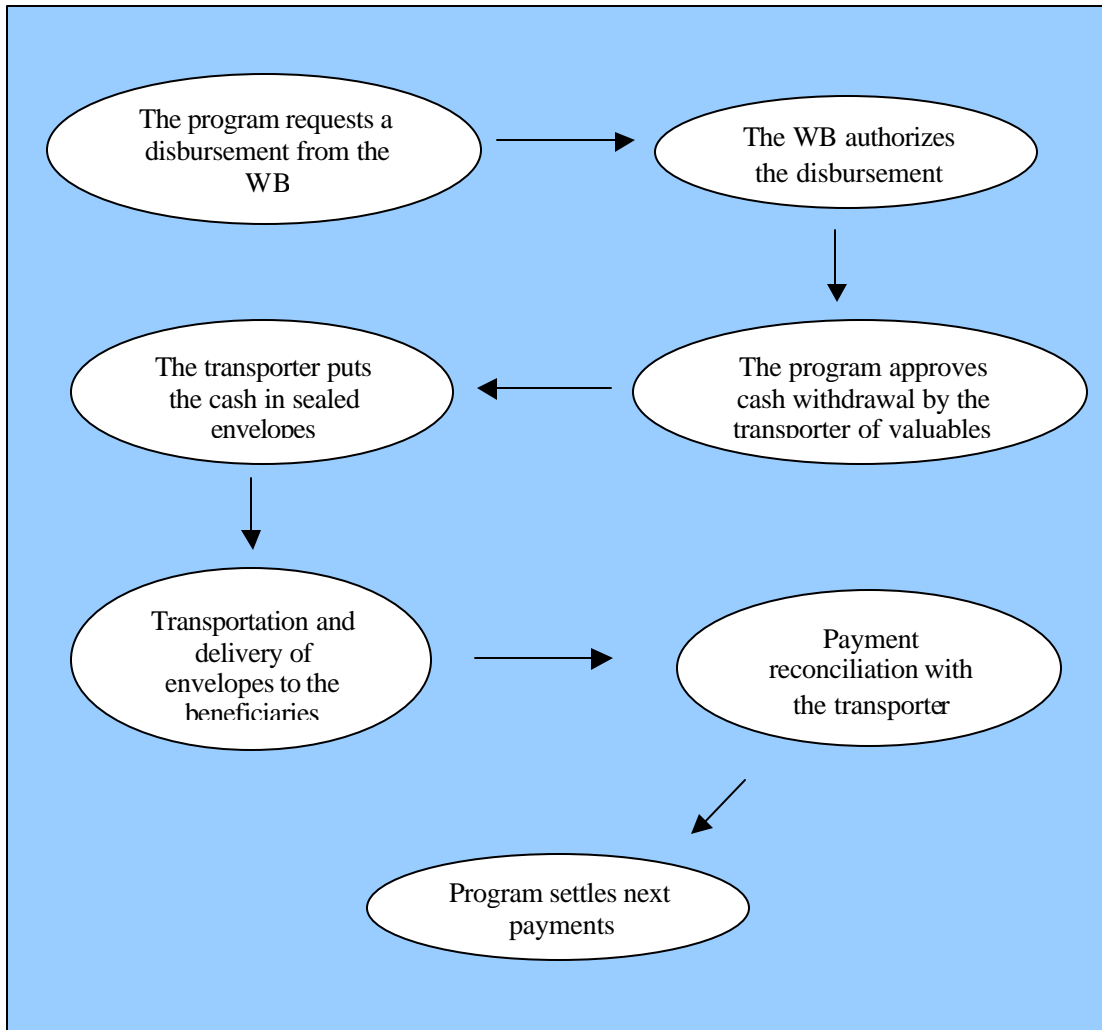 The program requests a
disbursement from the
WB
The WB authorizes
the disbursement
The program approves
cash withdrawal by the
transporter of valuables
The transporter puts
the cash in sealed
envelopes
Transportation and
delivery of
envelopes to the
beneficiaries
Payment
reconciliation with
the transporter
Program settles next
payments